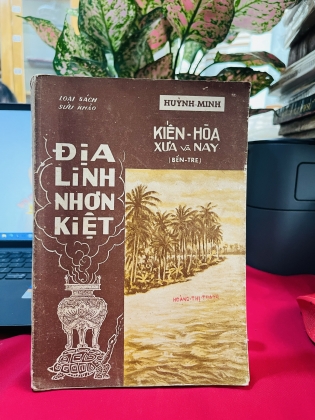 LOẠI SÁCH
SƯU KHẢO
HUỲNH MINH
KIẾN-HÒA
XƯA và NAY
(BẾN-TRE)
ĐỊA
LINH
NHƠN
KIỆT